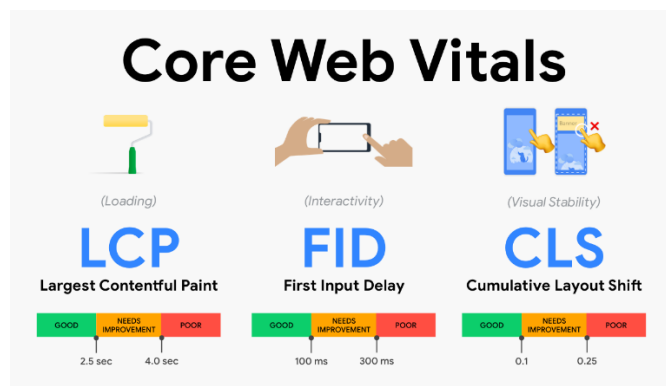 Core Web Vitals
(Loading)
LCP
Largest Contentful Paint
GOOD
NEEDS
IMPROVEMENT
POOR
2.5 sec
4.0 sec
(Interactivity)
FID
First Input Delay
GOOD
NEEDS
IMPROVEMENT
POOR
100 ms
300 ms
(Visual Stability)
CLS
Cumulative Layout Shift
GOOD
NEEDS
IMPROVEMENT
POOR
0.1
0.25